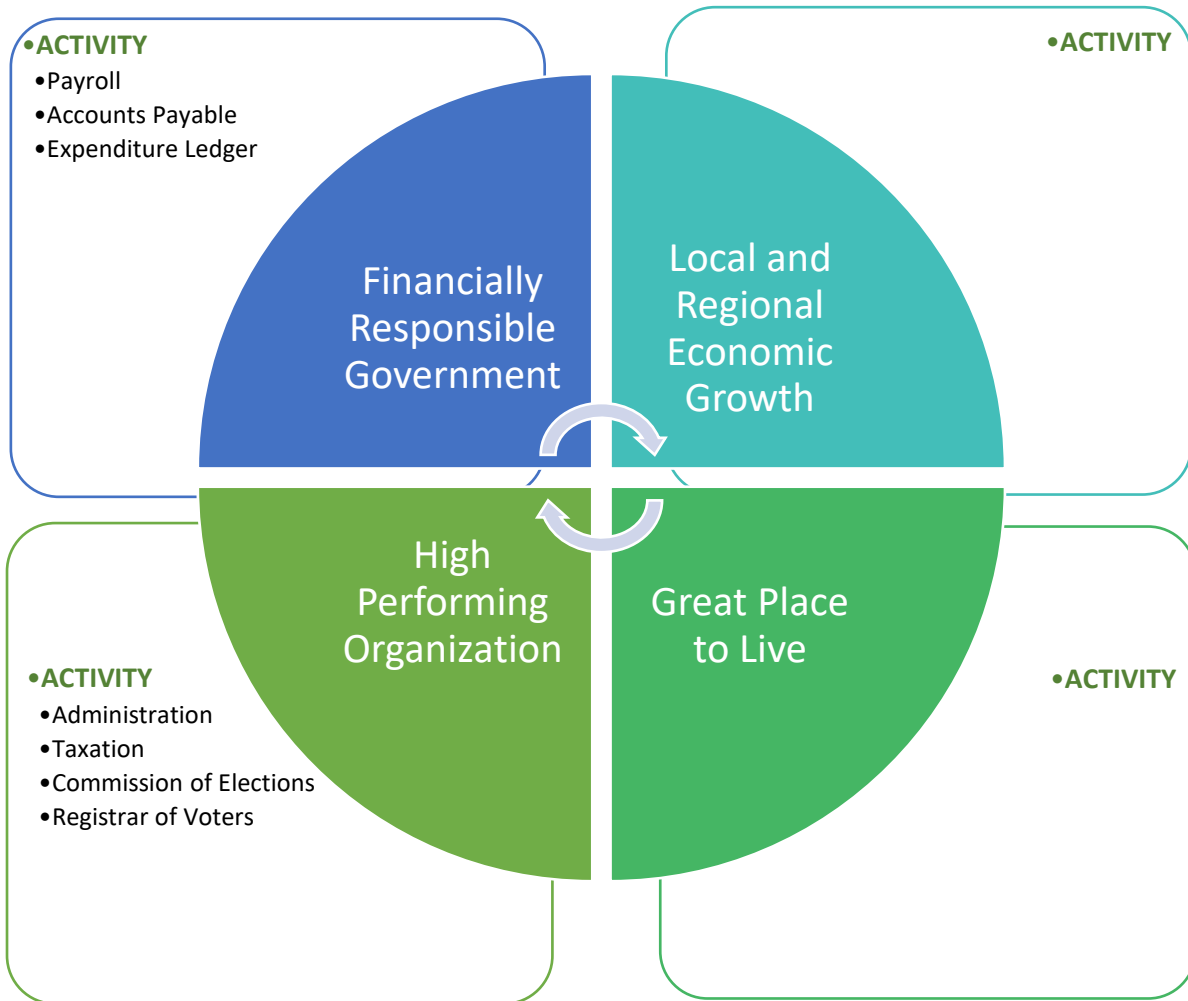 •ACTIVITY
•Payroll
•Accounts Payable
•Expenditure Ledger
•ACTIVITY
Financially
Responsible
Government
Local and
Regional
Economic
Growth
High
Performing
Organization
Great Place
to Live
•ACTIVITY
•Administration
•Taxation
•Commission of Elections
•Registrar of Voters
•ACTIVITY